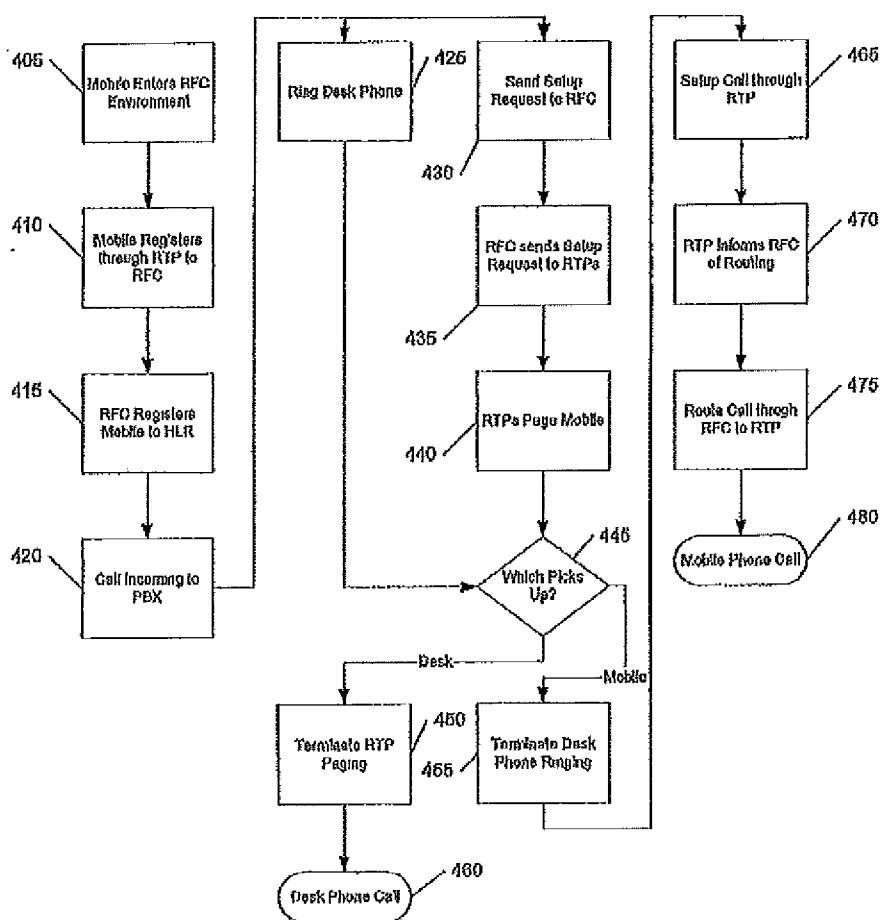 405
Mobile Enters RFC
Environment
410
Mobile Registers
through RTP to
RFC
415
RFC Registers
Mobile to HLR
420
Call Incoming to
PBX
425
Ring Desk Phone
Send Setup
Request to RFC
430
RFC sends Setup
Request to RTPs
435
RTPs Page Mobile
440
445
Which Picks
Up?
Desk
Mobile
450
Terminate RTP
Paging
455
Terminate Desk
Phone Ringing
460
Desk Phone Call
465
Setup Call through
RTP
470
RTP Informs RFC
of Routing
475
Route Call throgh
RFC to RTP
480
Mobile Phone Call